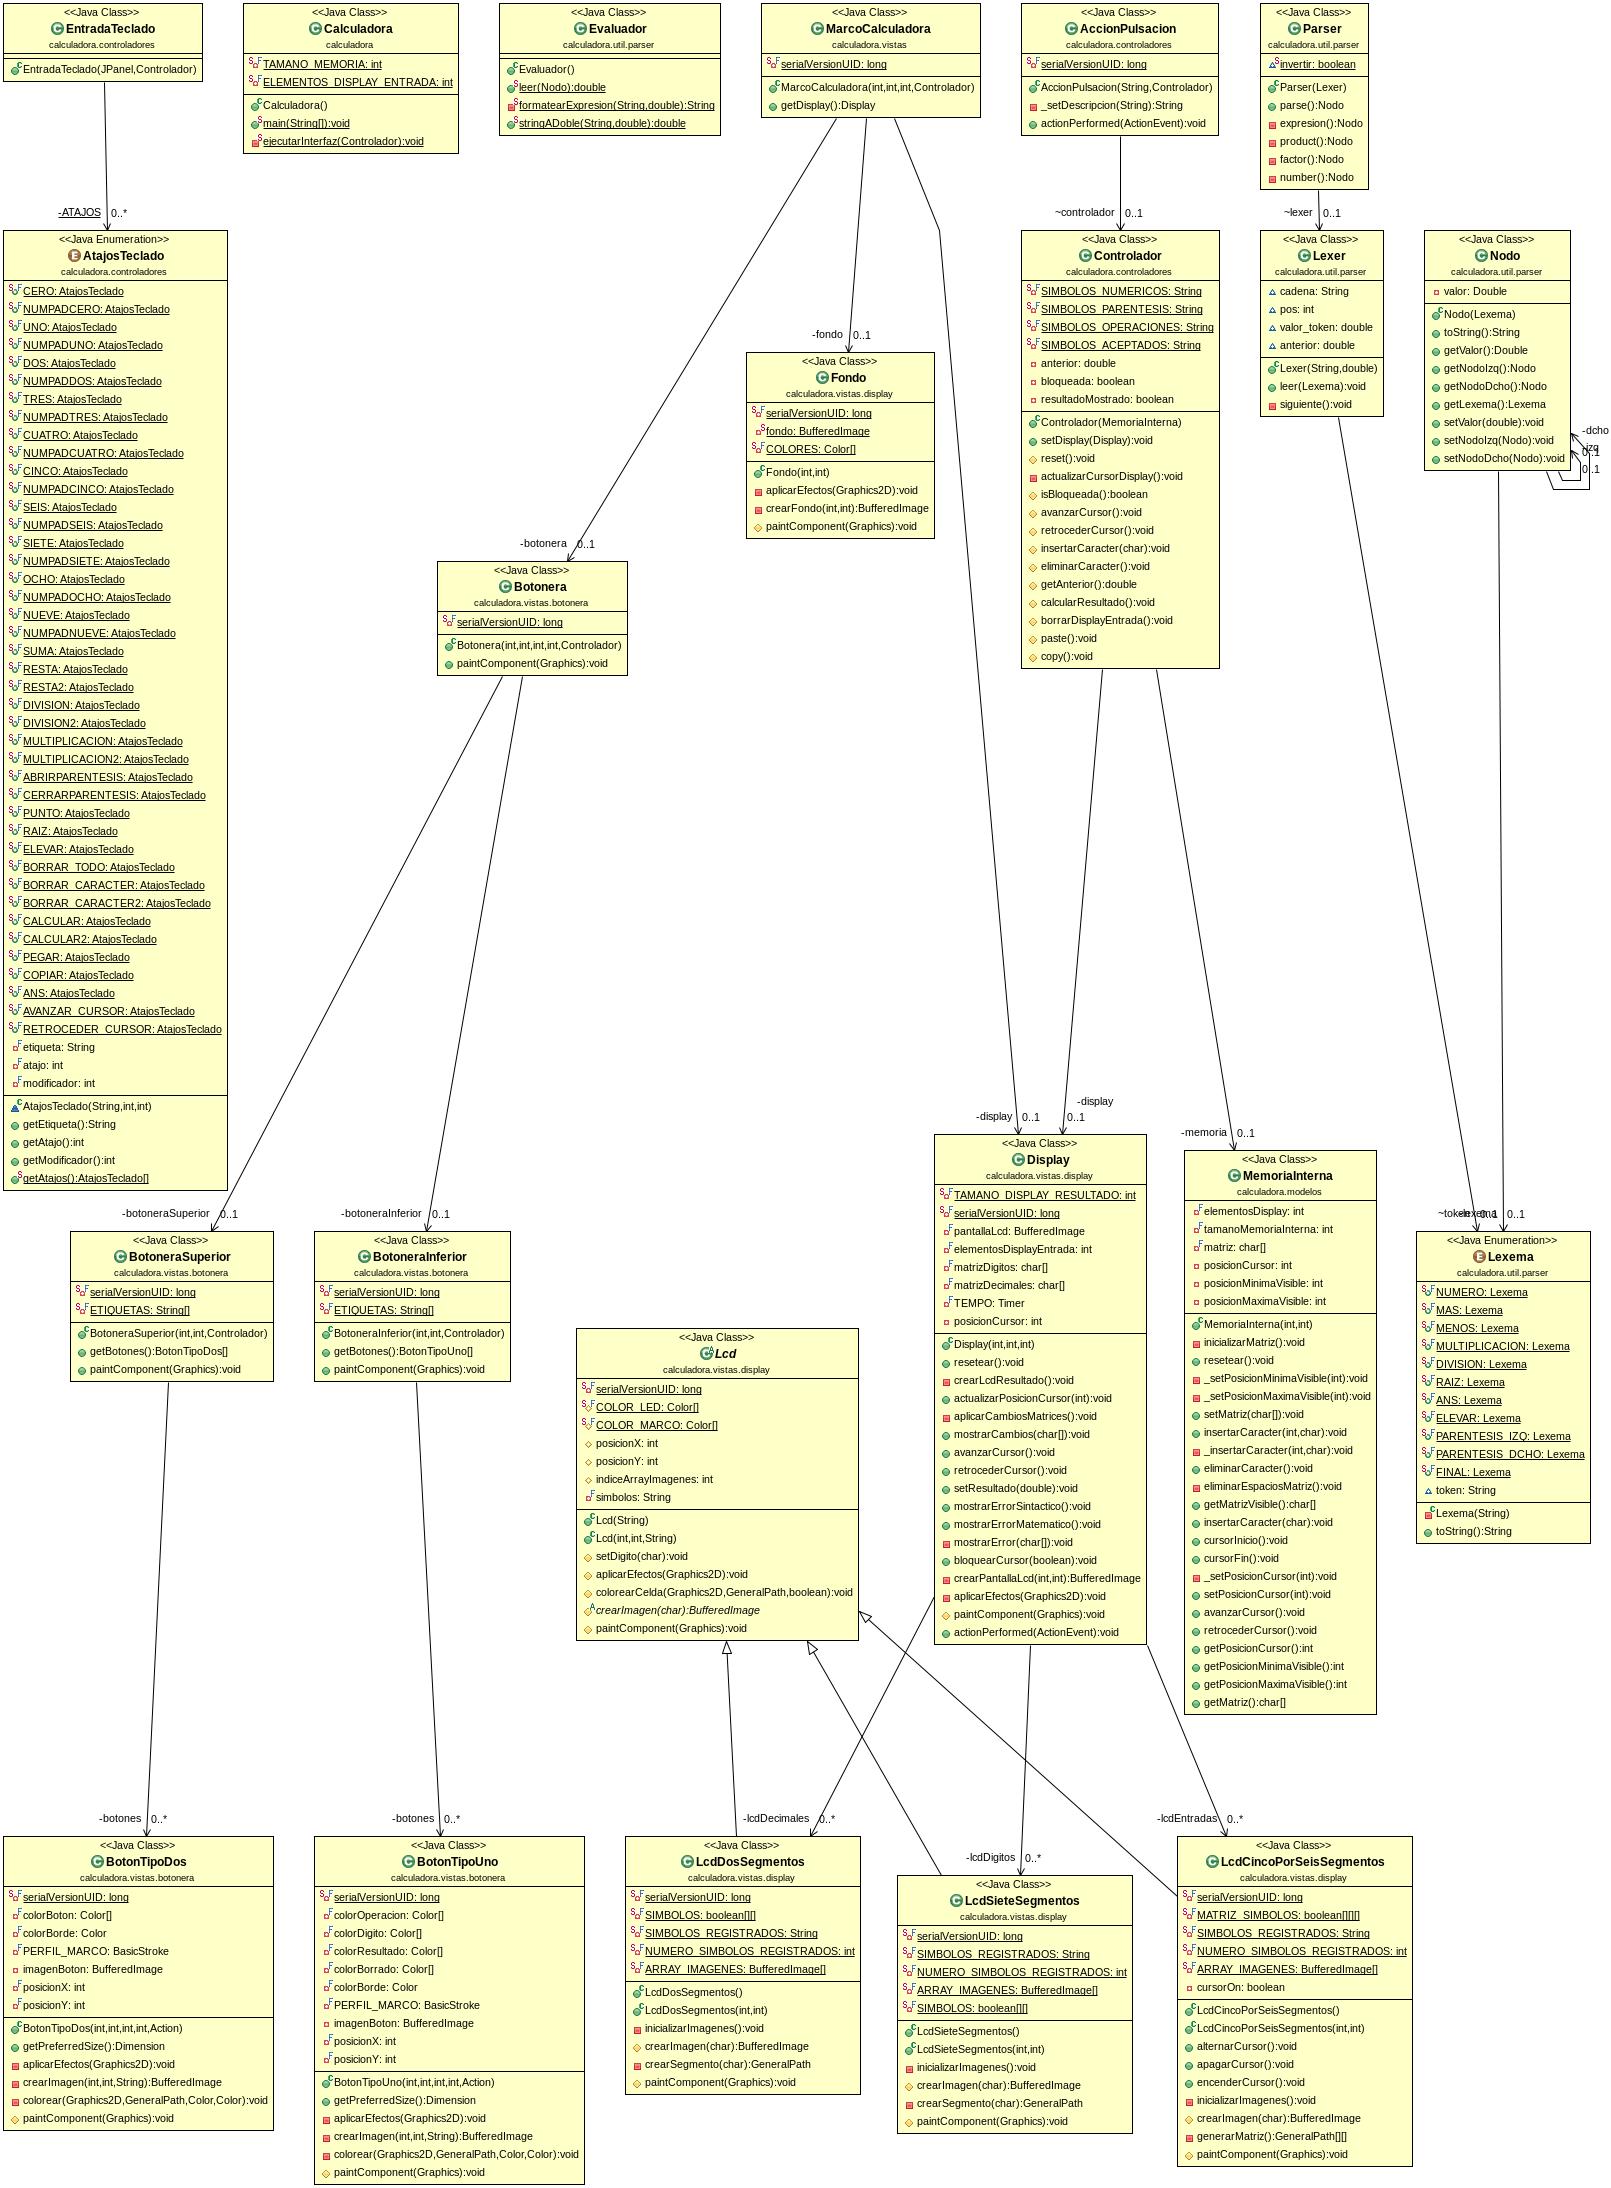 <<Java Class>>
EntradaTeclado
calculadora.controladores
EntradaTeclado(JPanel,Controlador)
<<Java Class>>
Calculadora
calculadora
TAMANO_MEMORIA: int
ELEMENTOS_DISPLAY_ENTRADA: int
Calculadora()
main(String[]):void
ejecutarInterfaz(Controlador):void
<<Java Class>>
Evaluador
calculadora.util.parser
Evaluador()
leer(Nodo):double
formatearExpresion(String,double):String
stringADoble(String,double):double
<<Java Class>>
MarcoCalculadora
calculadora.vistas
serialVersionUID: long
MarcoCalculadora(int,int,int,Controlador)
getDisplay():Display
<<Java Class>>
AccionPulsacion
calculadora.controladores
serialVersionUID: long
AccionPulsacion(String,Controlador)
_setDescripcion(String):String
actionPerformed(ActionEvent):void
<<Java Class>>
Parser
calculadora.util.parser
invertir: boolean
Parser(Lexer)
parse():Nodo
expresion():Nodo
product():Nodo
factor():Nodo
number():Nodo
-ATAJOS 0..*
~controlador 0..1
~lexer 0..1
<<Java Enumeration>>
AtajosTeclado
calculadora.controladores
CERO: AtajosTeclado
NUMPADCERO: AtajosTeclado
UNO: AtajosTeclado
NUMPADUNO: AtajosTeclado
DOS: AtajosTeclado
NUMPADDOS: AtajosTeclado
TRES: AtajosTeclado
NUMPADTRES: AtajosTeclado
CUATRO: AtajosTeclado
NUMPADCUATRO: AtajosTeclado
CINCO: AtajosTeclado
NUMPADCINCO: AtajosTeclado
SEIS: AtajosTeclado
NUMPADSEIS: AtajosTeclado
SIETE: AtajosTeclado
NUMPADSIETE: AtajosTeclado
OCHO: AtajosTeclado
NUMPADOCHO: AtajosTeclado
NUEVE: AtajosTeclado
NUMPADNUEVE: AtajosTeclado
SUMA: AtajosTeclado
RESTA: AtajosTeclado
RESTA2: AtajosTeclado
DIVISION: AtajosTeclado
DIVISION2: AtajosTeclado
MULTIPLICACION: AtajosTeclado
MULTIPLICACION2: AtajosTeclado
ABRIRPARENTESIS: AtajosTeclado
CERRARPARENTESIS: AtajosTeclado
PUNTO: AtajosTeclado
RAIZ: AtajosTeclado
ELEVAR: AtajosTeclado
BORRAR_TODO: AtajosTeclado
BORRAR_CARACTER: AtajosTeclado
BORRAR_CARACTER2: AtajosTeclado
CALCULAR: AtajosTeclado
CALCULAR2: AtajosTeclado
PEGAR: AtajosTeclado
COPIAR: AtajosTeclado
ANS: AtajosTeclado
AVANZAR_CURSOR: AtajosTeclado
RETROCEDER_CURSOR: AtajosTeclado
etiqueta: String
atajo: int
modificador: int
AtajosTeclado(String,int,int)
getEtiqueta():String
getAtajo():int
getModificador():int
getAtajos():AtajosTeclado[]
<<Java Class>>
Controlador
calculadora.controladores
SIMBOLOS_NUMERICOS: String
SIMBOLOS_PARENTESIS: String
SIMBOLOS_OPERACIONES: String
SIMBOLOS_ACEPTADOS: String
anterior: double
bloqueada: boolean
resultadoMostrado: boolean
Controlador(MemoriaInterna)
setDisplay(Display):void
reset():void
actualizarCursorDisplay():void
isBloqueada():boolean
avanzarCursor():void
retrocederCursor():void
insertarCaracter(char):void
eliminarCaracter():void
getAnterior():double
calcularResultado():void
borrarDisplayEntrada():void
paste():void
copy():void
<<Java Class>>
Lexer
calculadora.util.parser
cadena: String
pos: int
valor_token: double
anterior: double
Lexer(String,double)
leer(Lexema):void
siguiente():void
<<Java Class>>
Nodo
calculadora.util.parser
valor: Double
Nodo(Lexema)
toString():String
getValor():Double
getNodoIzq():Nodo
getNodoDcho():Nodo
getLexema():Lexema
setValor(double):void
setNodoIzq(Nodo):void
setNodoDcho(Nodo):void
-dcho
0..1
0..1
-fondo 0..1
<<Java Class>>
Fondo
calculadora.vistas.display
serialVersionUID: long
fondo: BufferedImage
COLORES: Color[]
Fondo(int,int)
aplicarEfectos(Graphics2D):void
crearFondo(int,int):BufferedImage
paintComponent(Graphics):void
-botonera 0..1
<<Java Class>>
Botonera
calculadora.vistas.botonera
serialVersionUID: long
Botonera(int,int,int,int,Controlador)
paintComponent(Graphics):void
-display 0..1
-display
0..1
-memoria 0..1
<<Java Class>>
Display
calculadora.vistas.display
TAMANO_DISPLAY_RESULTADO: int
serialVersionUID: long
pantallaLcd: BufferedImage
elementosDisplayEntrada: int
matrizDigitos: char[]
matrizDecimales: char[]
TEMPO: Timer
posicionCursor: int
Display(int,int,int)
resetear():void
crearLcdResultado():void
actualizarPosicionCursor(int):void
aplicarCambiosMatrices():void
mostrarCambios(char[]):void
avanzarCursor():void
retrocederCursor():void
setResultado(double):void
mostrarErrorSintactico():void
mostrarErrorMatematico():void
mostrarError(char[]):void
bloquearCursor(boolean):void
crearPantallaLcd(int,int):BufferedImage
aplicarEfectos(Graphics2D):void
paintComponent(Graphics):void
actionPerformed(ActionEvent):void
<<Java Class>>
MemoriaInterna
calculadora.modelos
elementosDisplay: int
tamanoMemoriaInterna: int
matriz: char[]
posicionCursor: int
posicionMinimaVisible: int
posicionMaximaVisible: int
MemoriaInterna(int,int)
inicializarMatriz():void
resetear():void
_setPosicionMinimaVisible(int):void
_setPosicionMaximaVisible(int):void
setMatriz(char[]):void
insertarCaracter(int,char):void
_insertarCaracter(int,char):void
eliminarCaracter():void
eliminarEspaciosMatriz():void
getMatrizVisible():char[]
insertarCaracter(char):void
cursorInicio():void
cursorFin():void
_setPosicionCursor(int):void
setPosicionCursor(int):void
avanzarCursor():void
retrocederCursor():void
getPosicionCursor():int
getPosicionMinimaVisible():int
getPosicionMaximaVisible():int
getMatriz():char[]
~token 0..1
0..1
<<Java Enumeration>>
Lexema
calculadora.util.parser
NUMERO: Lexema
MAS: Lexema
MENOS: Lexema
MULTIPLICACION: Lexema
DIVISION: Lexema
RAIZ: Lexema
ANS: Lexema
ELEVAR: Lexema
PARENTESIS_IZQ: Lexema
PARENTESIS_DCHO: Lexema
FINAL: Lexema
token: String
Lexema(String)
toString():String
-botoneraSuperior 0..1
-botoneraInferior 0..1
<<Java Class>>
BotoneraSuperior
calculadora.vistas.botonera
serialVersionUID: long
ETIQUETAS: String[]
BotoneraSuperior(int,int,Controlador)
getBotones():BotonTipoDos[]
paintComponent(Graphics):void
<<Java Class>>
BotoneraInferior
calculadora.vistas.botonera
serialVersionUID: long
ETIQUETAS: String[]
BotoneraInferior(int,int,Controlador)
getBotones():BotonTipoUno[]
paintComponent(Graphics):void
<<Java Class>>
Lcd
calculadora.vistas.display
serialVersionUID: long
COLOR_LED: Color[]
COLOR_MARCO: Color[]
posicionX: int
posicionY: int
indiceArrayImagenes: int
simbolos: String
Lcd(String)
Lcd(int,int,String)
setDigito(char):void
aplicarEfectos(Graphics2D):void
colorearCelda(Graphics2D,GeneralPath,boolean):void
crearImagen(char):BufferedImage
paintComponent(Graphics):void
-botones 0..*
-botones 0..*
-lcdDecimales 0..*
-lcdDigitos 0..*
-lcdEntradas 0..*
<<Java Class>>
BotonTipoDos
calculadora.vistas.botonera
serialVersionUID: long
colorBoton: Color[]
colorBorde: Color
PERFIL_MARCO: BasicStroke
imagenBoton: BufferedImage
posicionX: int
posicionY: int
BotonTipoDos(int,int,int,int,Action)
getPreferredSize():Dimension
aplicarEfectos(Graphics2D):void
crearImagen(int,int,String):BufferedImage
colorear(Graphics2D,GeneralPath,Color,Color):void
paintComponent(Graphics):void
<<Java Class>>
BotonTipoUno
calculadora.vistas.botonera
serialVersionUID: long
colorOperacion: Color[]
colorDigito: Color[]
colorResultado: Color[]
colorBorrado: Color[]
colorBorde: Color
PERFIL_MARCO: BasicStroke
imagenBoton: BufferedImage
posicionX: int
posicionY: int
BotonTipoUno(int,int,int,int,Action)
getPreferredSize():Dimension
aplicarEfectos(Graphics2D):void
crearImagen(int,int,String):BufferedImage
colorear(Graphics2D,GeneralPath,Color,Color):void
paintComponent(Graphics):void
<<Java Class>>
LcdDosSegmentos
calculadora.vistas.display
serialVersionUID: long
SIMBOLOS: boolean[][]
SIMBOLOS_REGISTRADOS: String
NUMERO_SIMBOLOS_REGISTRADOS: int
ARRAY_IMAGENES: BufferedImage[]
LcdDosSegmentos()
LcdDosSegmentos(int,int)
inicializarImagenes():void
crearImagen(char):BufferedImage
crearSegmento(char):GeneralPath
paintComponent(Graphics):void
<<Java Class>>
LcdSieteSegmentos
calculadora.vistas.display
serialVersionUID: long
SIMBOLOS_REGISTRADOS: String
NUMERO_SIMBOLOS_REGISTRADOS: int
ARRAY_IMAGENES: BufferedImage[]
SIMBOLOS: boolean[][]
LcdSieteSegmentos()
LcdSieteSegmentos(int,int)
inicializarImagenes():void
crearImagen(char):BufferedImage
crearSegmento(char):GeneralPath
paintComponent(Graphics):void
<<Java Class>>
LcdCincoPorSeisSegmentos
calculadora.vistas.display
serialVersionUID: long
MATRIZ_SIMBOLOS: boolean[][][]
SIMBOLOS_REGISTRADOS: String
NUMERO_SIMBOLOS_REGISTRADOS: int
ARRAY_IMAGENES: BufferedImage[]
cursorOn: boolean
LcdCincoPorSeisSegmentos()
LcdCincoPorSeisSegmentos(int,int)
alternarCursor():void
apagarCursor():void
encenderCursor():void
inicializarImagenes():void
crearImagen(char):BufferedImage
generarMatriz():GeneralPath[][]
paintComponent(Graphics):void